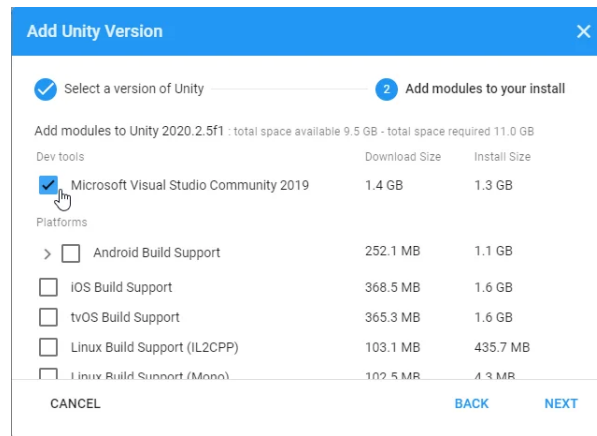 Add Unity Version
Select a version of Unity 2 Add modules to your install
Add modules to Unity 2020.2.5f1 : total space available 9.5 GB - total space required 11.0 GB
Dev tools Download Size Install Size
Microsoft Visual Studio Community 2019 1.4 GB 1.3 GB
Platforms
Android Build Support 252.1 MB 1.1 GB
iOS Build Support 368.5 MB 1.6 GB
tvOS Build Support 365.3 MB 1.6 GB
Linux Build Support (IL2CPP) 103.1 MB 435.7 MB
Linux Build Support (Mono) 102.5 MB 4.3 MB
CANCEL BACK NEXT